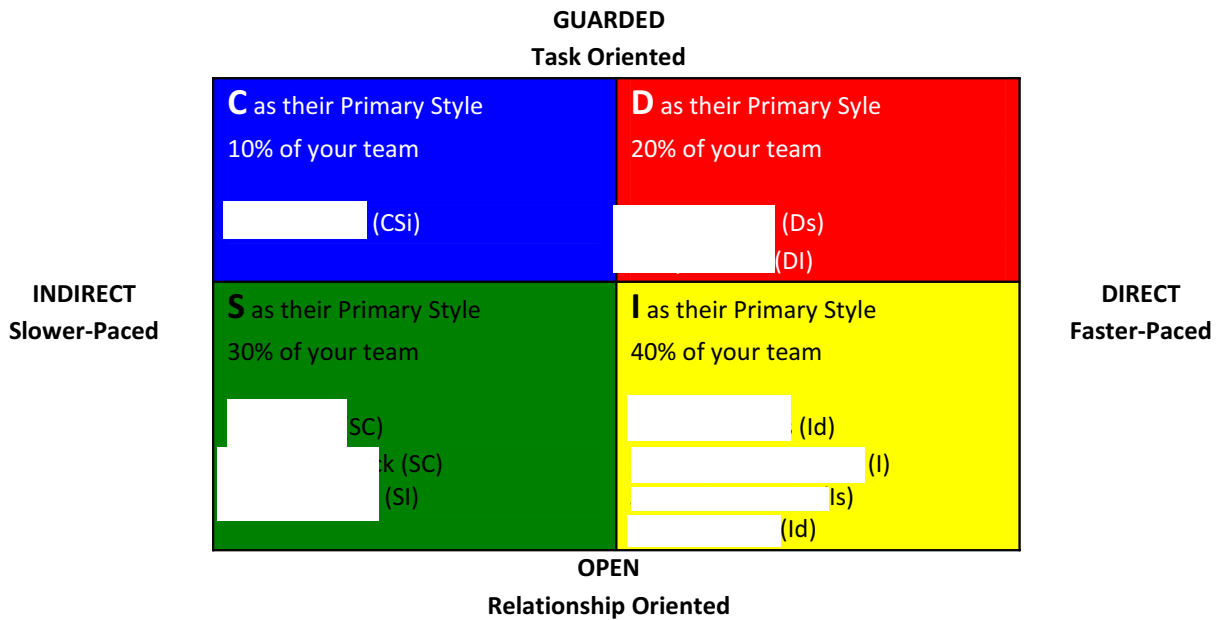 GUARDED
Task Oriented
C as their Primary Style
10% of your team
(CSi)
D as their Primary Syle
20% of your team
(Ds)
(DI)
INDIRECT
Slower-Paced
DIRECT
Faster-Paced
S as their Primary Style
30% of your team
SC)
ck (SC)
(SI)
I as their Primary Style
40% of your team
(Id)
(I)
Is)
(Id)
OPEN
Relationship Oriented